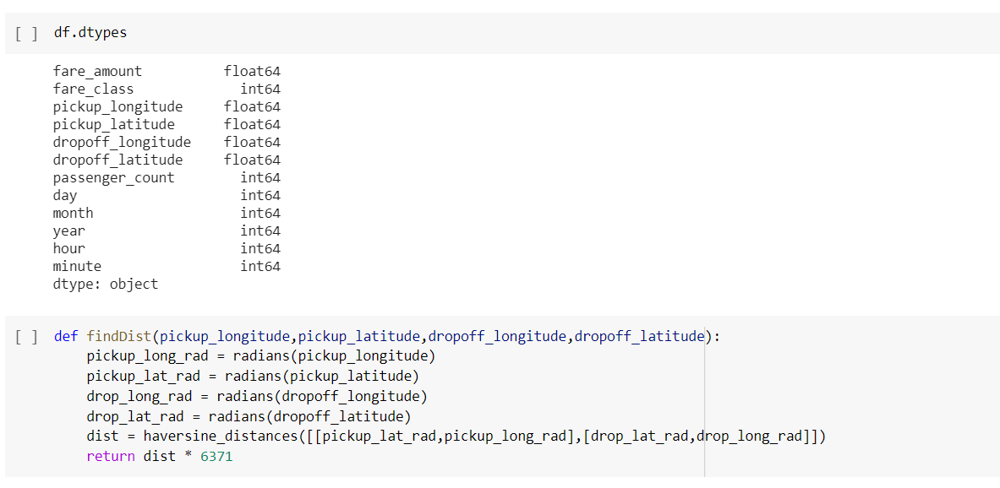 [ ] df.dtypes
fare_amount float64
fare_class int64
pickup_longitude float64
pickup_latitude float64
dropoff_longitude float64
dropoff_latitude float64
passenger_count int64
day int64
month int64
year int64
hour int64
minute int64
dtype: object
[ ] def findDist(pickup_longitude,pickup_latitude,dropoff_longitude,dropoff_latitude):
pickup_long_rad = radians(pickup_longitude)
pickup_lat_rad = radians(pickup_latitude)
drop_long_rad = radians(dropoff_longitude)
drop_lat_rad = radians(dropoff_latitude)
dist = haversine_distances([[pickup_lat_rad,pickup_long_rad],[drop_lat_rad,drop_long_rad]])
return dist * 6371